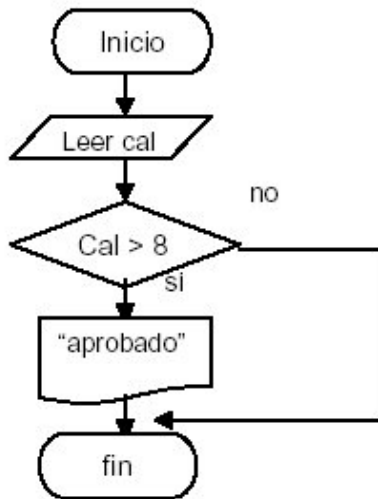 Inicio
Leer cal
no
Cal > 8
si
“aprobado”
fin